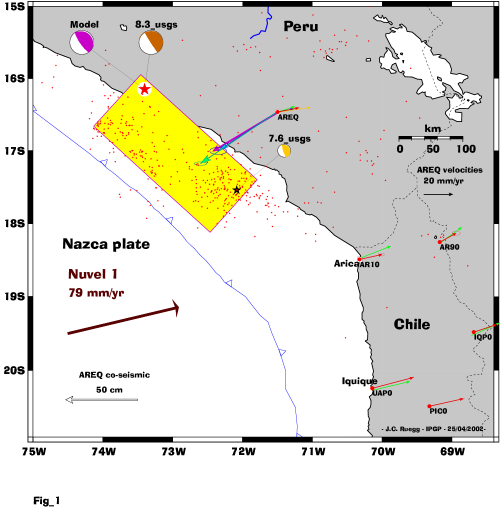 15S
Model
8.3_usgs
Peru
16S
AREQ
km
0 50 100
7.6_usgs
17S
AREQ velocities
20 mm/yr
18S
Nazca plate
AR90
Arica
AR10
Nuvel 1
79 mm/yr
19S
Chile
IQP0
20S
AREQ co-seismic
50 cm
Iquique
UAP0
PIC0
- J.C. Ruegg - IPGP - 25/04/2002-
75W 74W 73W 72W 71W 70W 69W
Fig_1